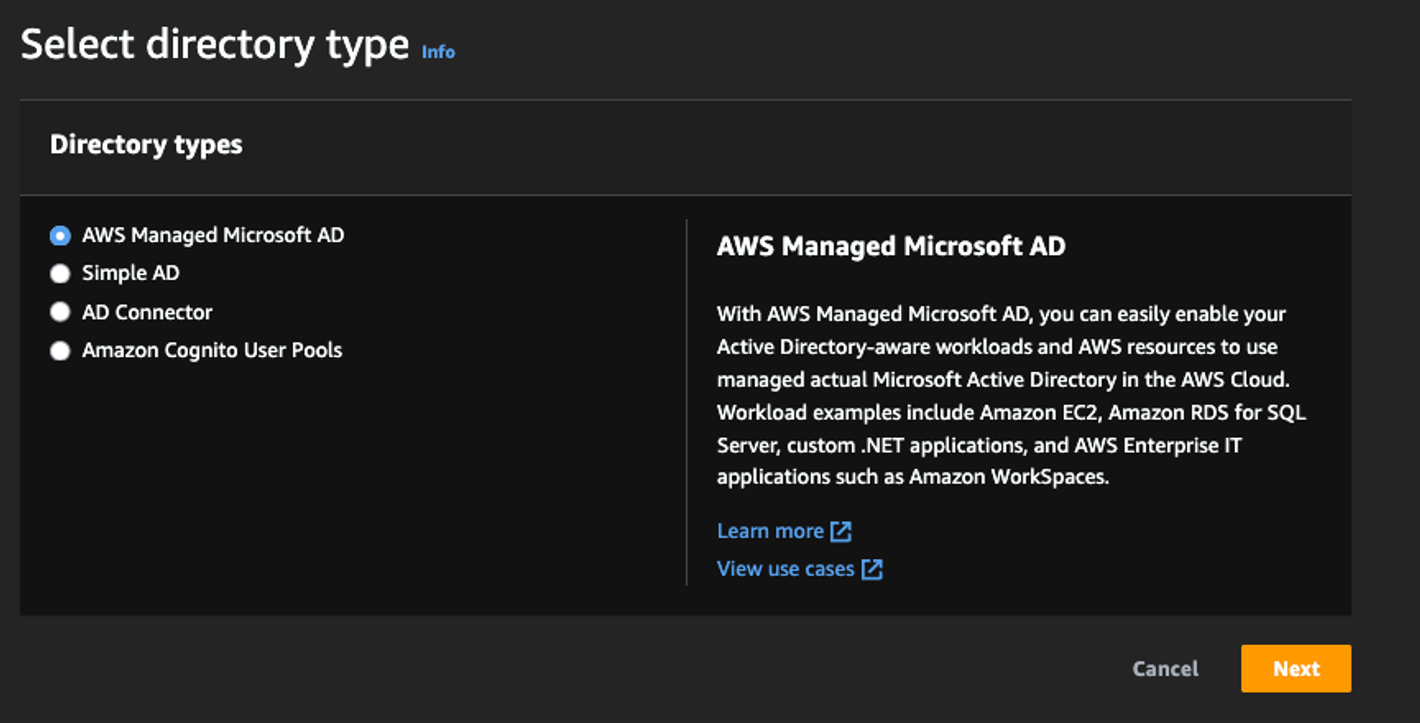 Select directory type Info
Directory types
AWS Managed Microsoft AD
Simple AD
AD Connector
Amazon Cognito User Pools
AWS Managed Microsoft AD
With AWS Managed Microsoft AD, you can easily enable your
Active Directory-aware workloads and AWS resources to use
managed actual Microsoft Active Directory in the AWS Cloud.
Workload examples include Amazon EC2, Amazon RDS for SQL
Server, custom .NET applications, and AWS Enterprise IT
applications such as Amazon WorkSpaces.
Learn more
View use cases
Cancel
Next